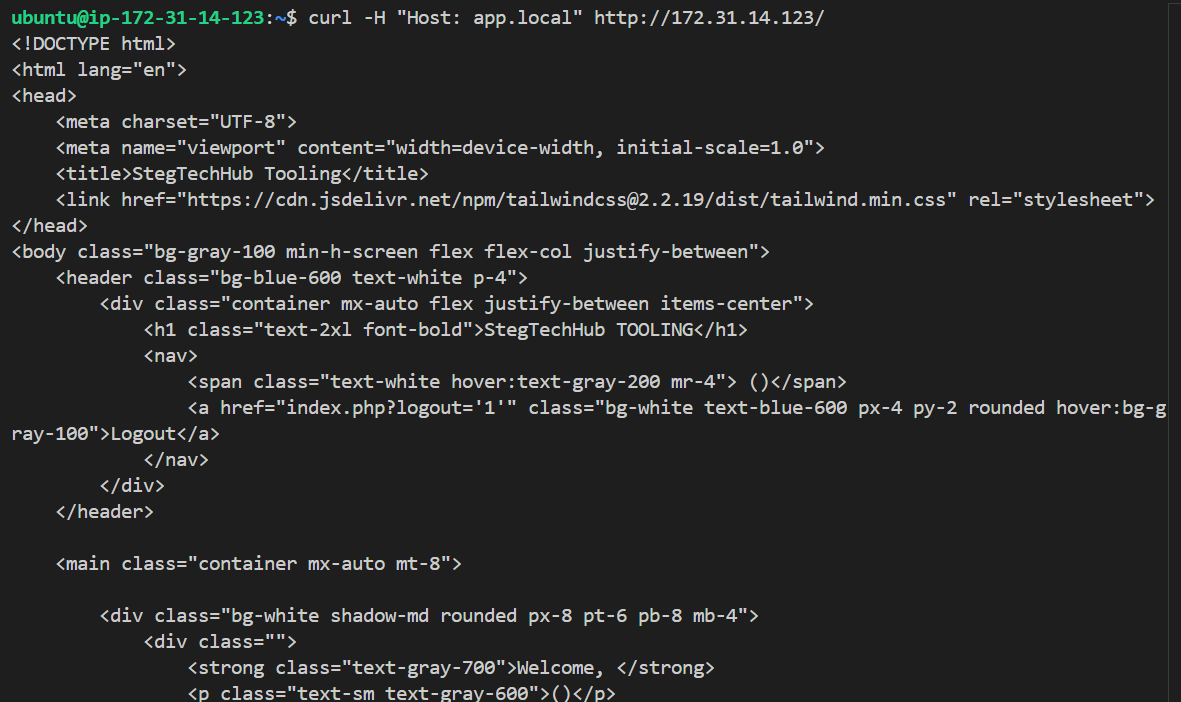 ubuntu@ip-172-31-14-123:~$ curl -H "Host: app.local" http://172.31.14.123/
<!DOCTYPE html>
<html lang="en">
<head>
    <meta charset="UTF-8">
    <meta name="viewport" content="width=device-width, initial-scale=1.0">
    <title>StegTechHub Tooling</title>
    <link href="https://cdn.jsdelivr.net/npm/tailwindcss@2.2.19/dist/tailwind.min.css" rel="stylesheet">
</head>
<body class="bg-gray-100 min-h-screen flex flex-col justify-between">
    <header class="bg-blue-600 text-white p-4">
        <div class="container mx-auto flex justify-between items-center">
            <h1 class="text-2xl font-bold">StegTechHub TOOLING</h1>
            <nav>
                <span class="text-white hover:text-gray-200 mr-4"> ()</span>
                <a href="index.php?logout='1'" class="bg-white text-blue-600 px-4 py-2 rounded hover:bg-g
ray-100">Logout</a>
            </nav>
        </div>
    </header>

    <main class="container mx-auto mt-8">

        <div class="bg-white shadow-md rounded px-8 pt-6 pb-8 mb-4">
            <div class="">
                <strong class="text-gray-700">Welcome, </strong>
                <p class="text-sm text-gray-600">()</p>